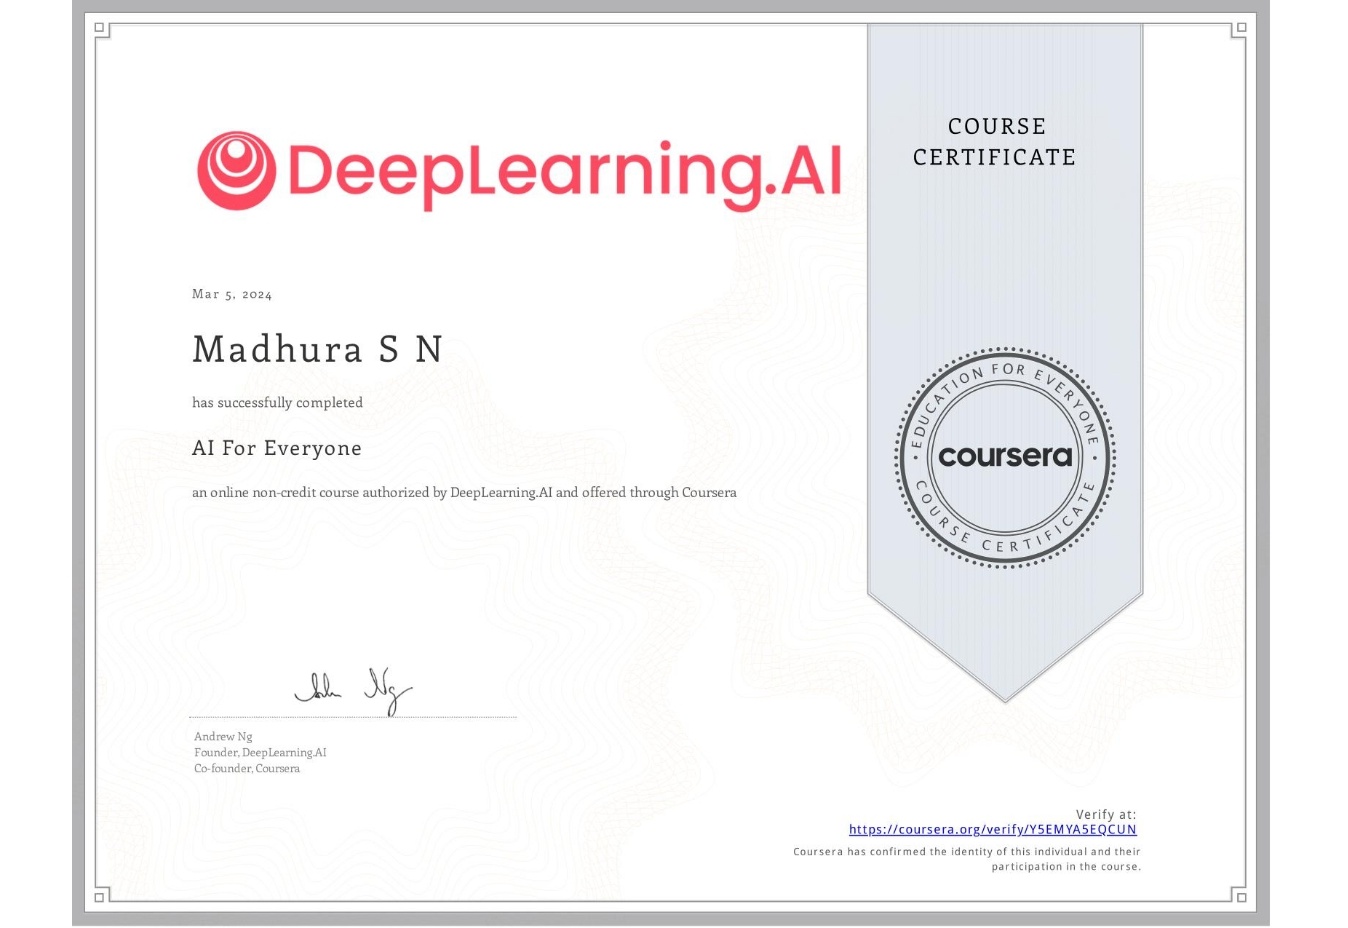 DeepLearning.AI
COURSE
CERTIFICATE
Mar 5, 2024
Madhura S N
has successfully completed
AI For Everyone
an online non-credit course authorized by DeepLearning.AI and offered through Coursera
EDUCATION FOR EVERYONE
coursera
COURSE CERTIFICATE
Andrew Ng
Founder, DeepLearning.AI
Co-founder, Coursera
Verify at:
https://coursera.org/verify/Y5EMYA5EQCUN
Coursera has confirmed the identity of this individual and their
participation in the course.